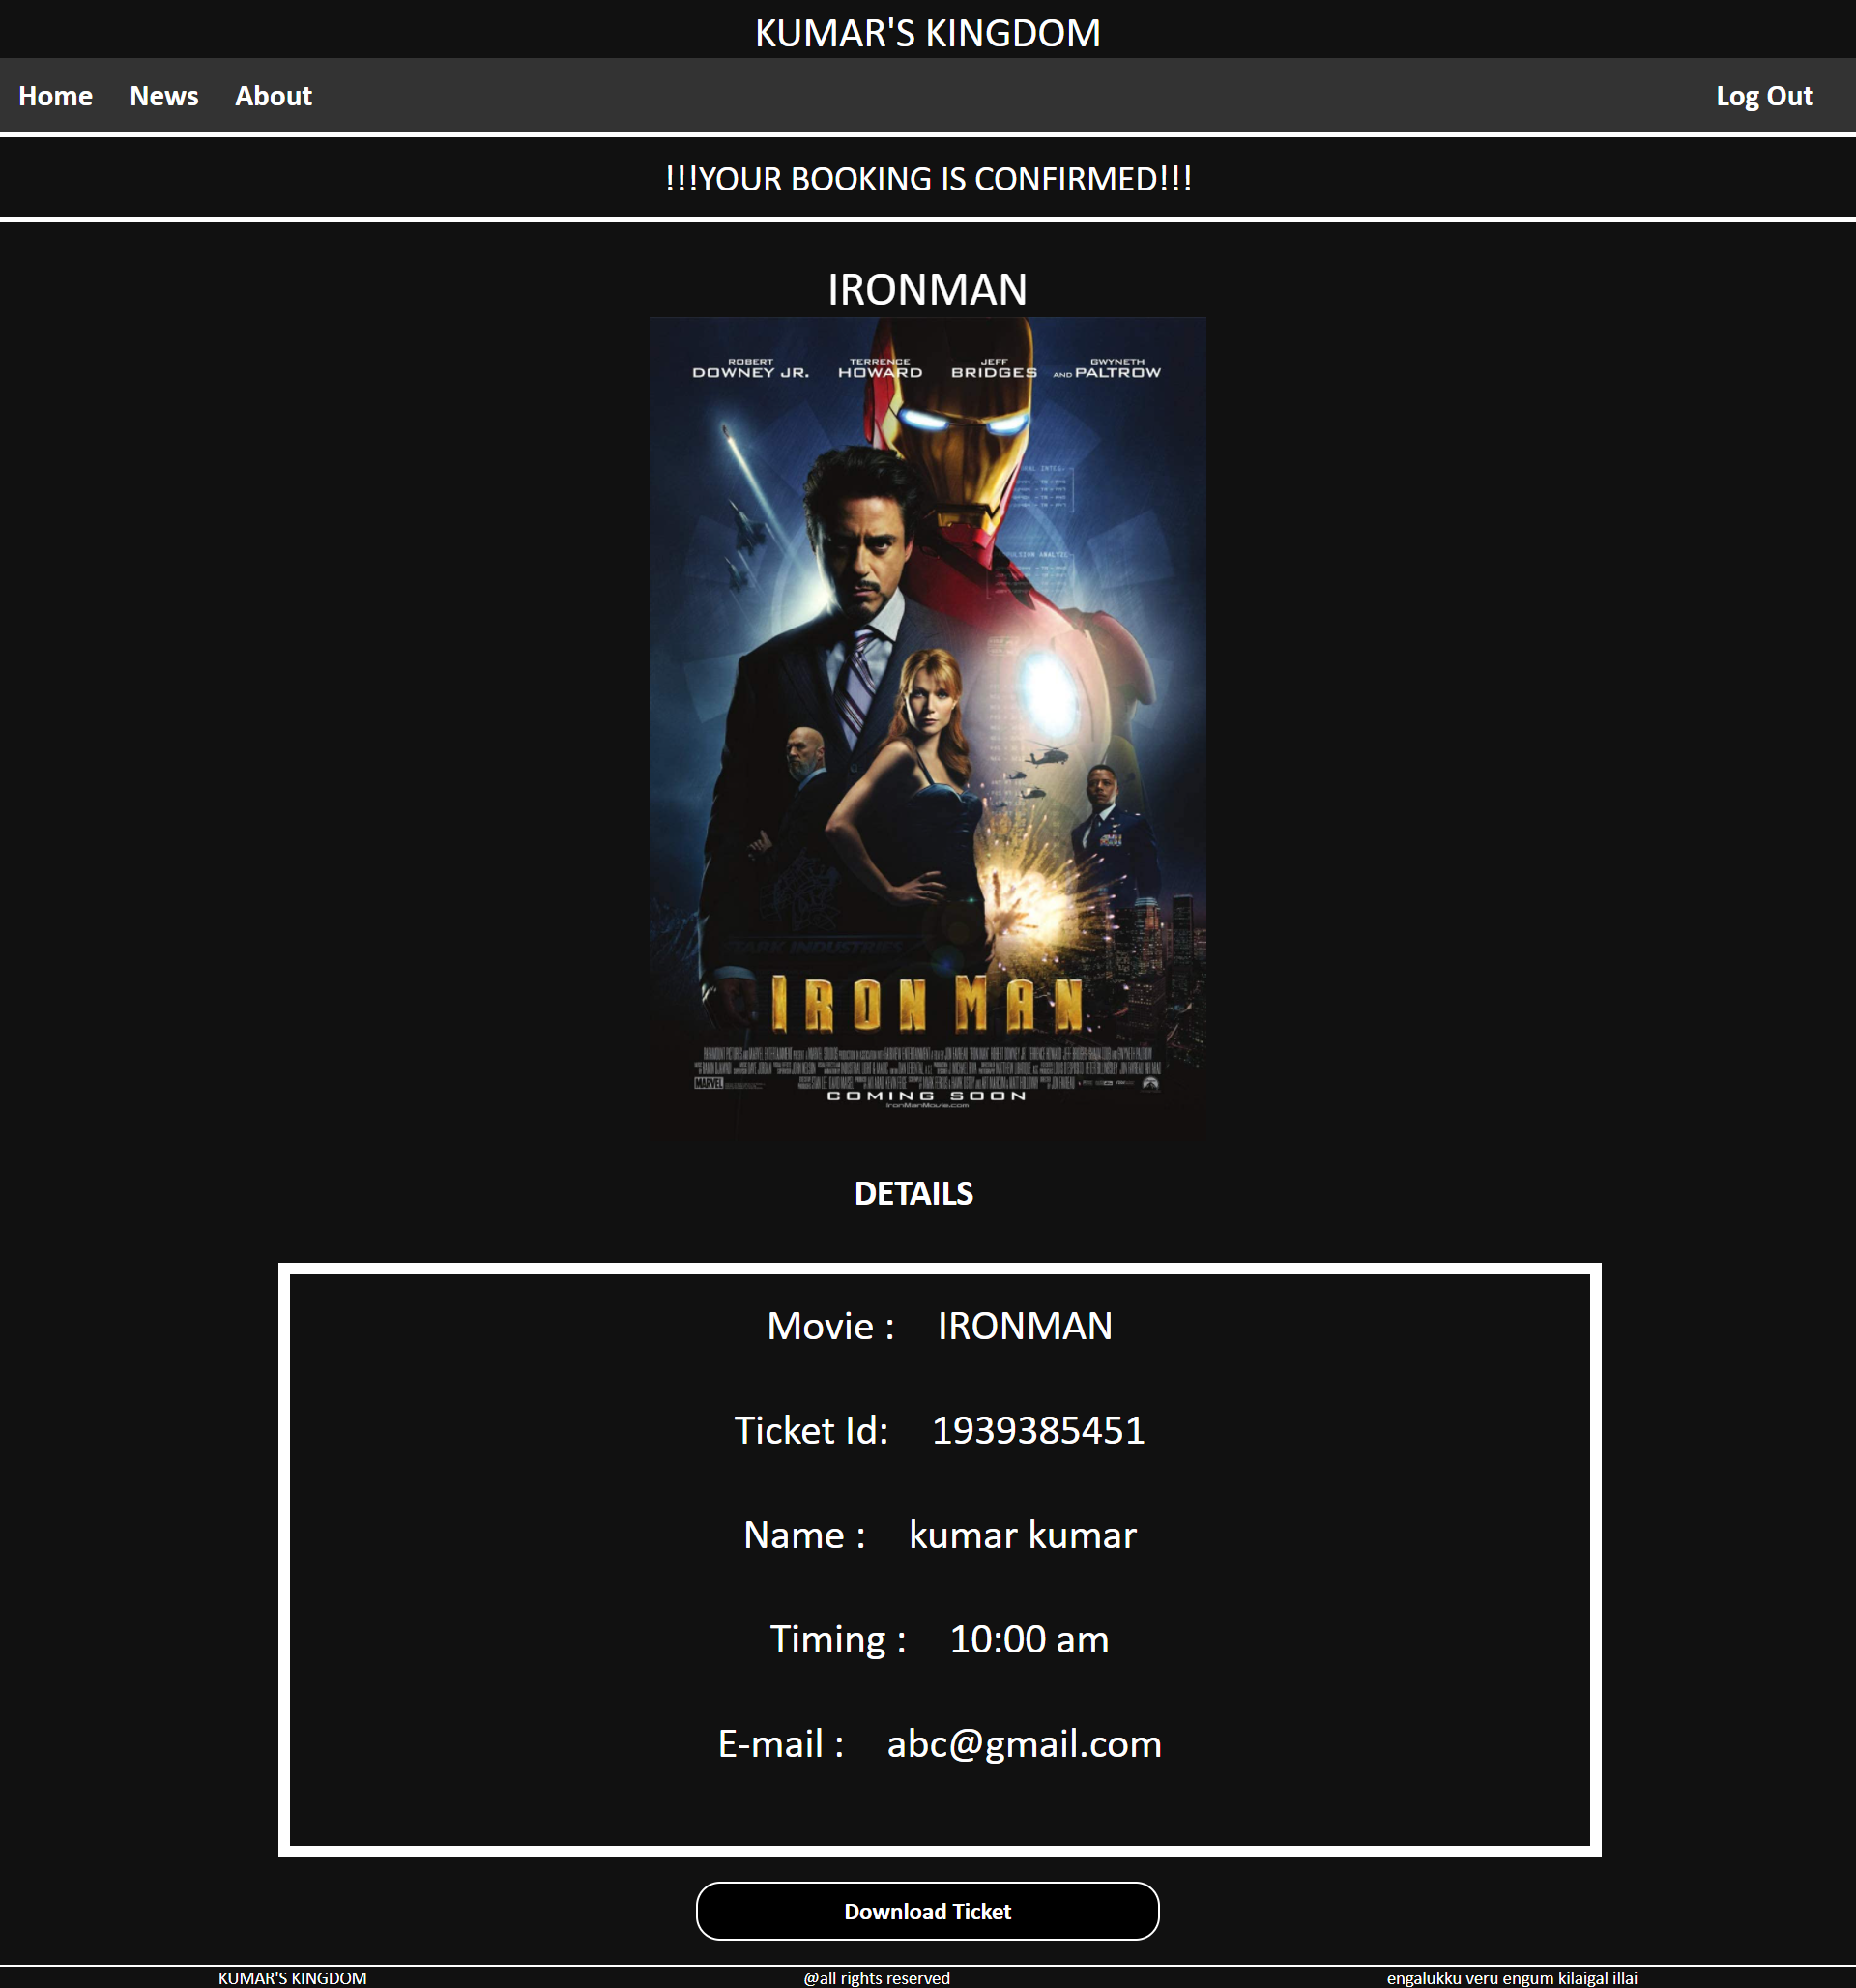 KUMAR'S KINGDOM
Home News About Log Out
!!!YOUR BOOKING IS CONFIRMED!!!
IRONMAN
ROBERT DOWNEY JR. TERRENCE HOWARD JEFF BRIDGES AND GWYNETH PALTROW
STARK INDUSTRIES
IRON MAN
MARVEL
COMING SOON
IronManMovie.com
DETAILS
Movie : IRONMAN
Ticket Id: 1939385451
Name : kumar kumar
Timing : 10:00 am
E-mail : abc@gmail.com
Download Ticket
KUMAR'S KINGDOM @all rights reserved engalukku veru engum kilaigal illai